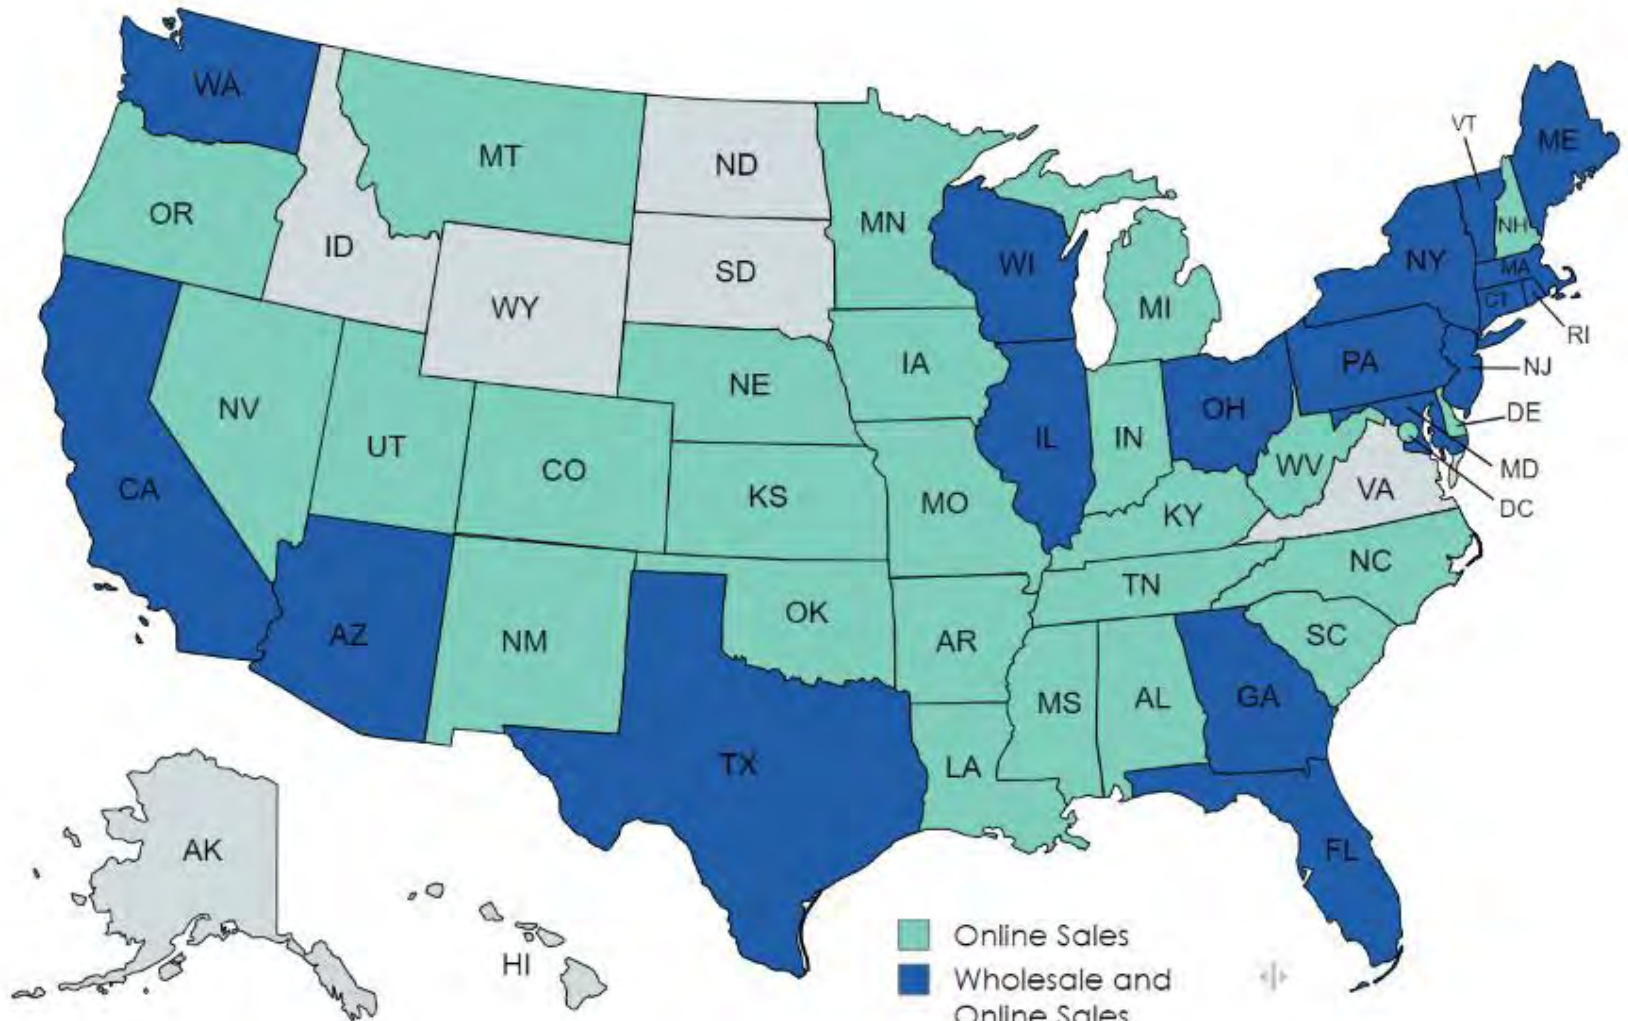 WA
VT
ME
MT
ND
OR
MN
NH
ID
SD
WI
NY
MA
WY
MI
CT
RI
IA
PA
NJ
NE
NV
OH
DE
UT
IL
IN
CO
WV
MD
CA
KS
MO
VA
DC
KY
NC
TN
OK
AZ
NM
AR
SC
MS
AL
GA
TX
LA
AK
FL
HI
Online Sales
Wholesale and
Online Sales